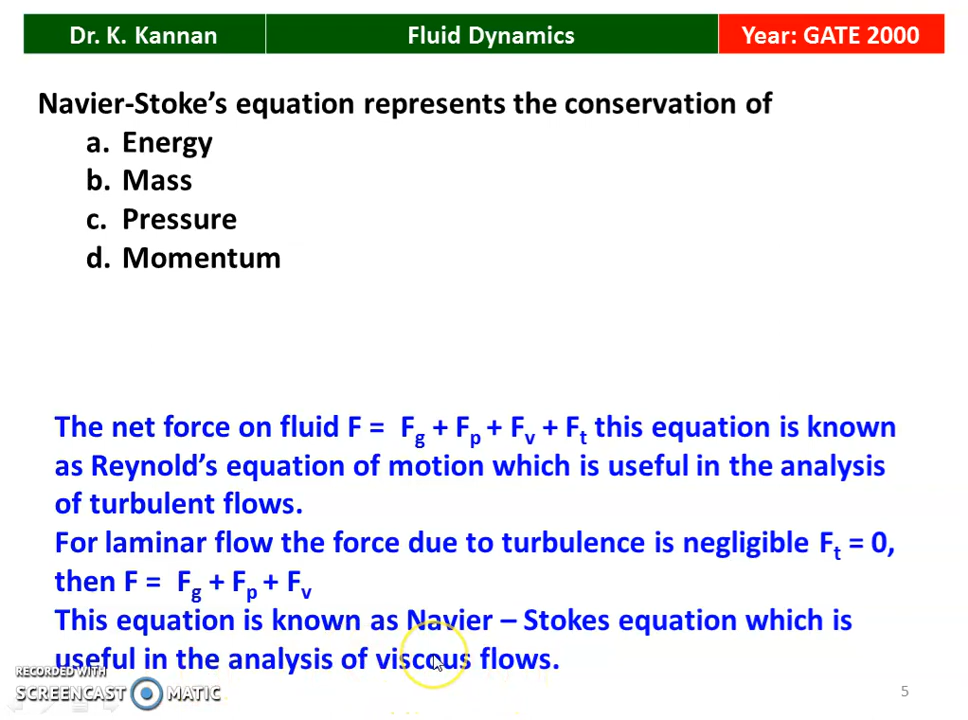 Dr. K. Kannan Fluid Dynamics Year: GATE 2000
Navier-Stoke’s equation represents the conservation of
a. Energy
b. Mass
c. Pressure
d. Momentum
The net force on fluid F = Fg + Fp + Fv + Ft this equation is known
as Reynold’s equation of motion which is useful in the analysis
of turbulent flows.
For laminar flow the force due to turbulence is negligible Ft = 0,
then F = Fg + Fp + Fv
This equation is known as Navier – Stokes equation which is
useful in the analysis of viscous flows.
RECORDED WITH
SCREENCAST MATIC
5